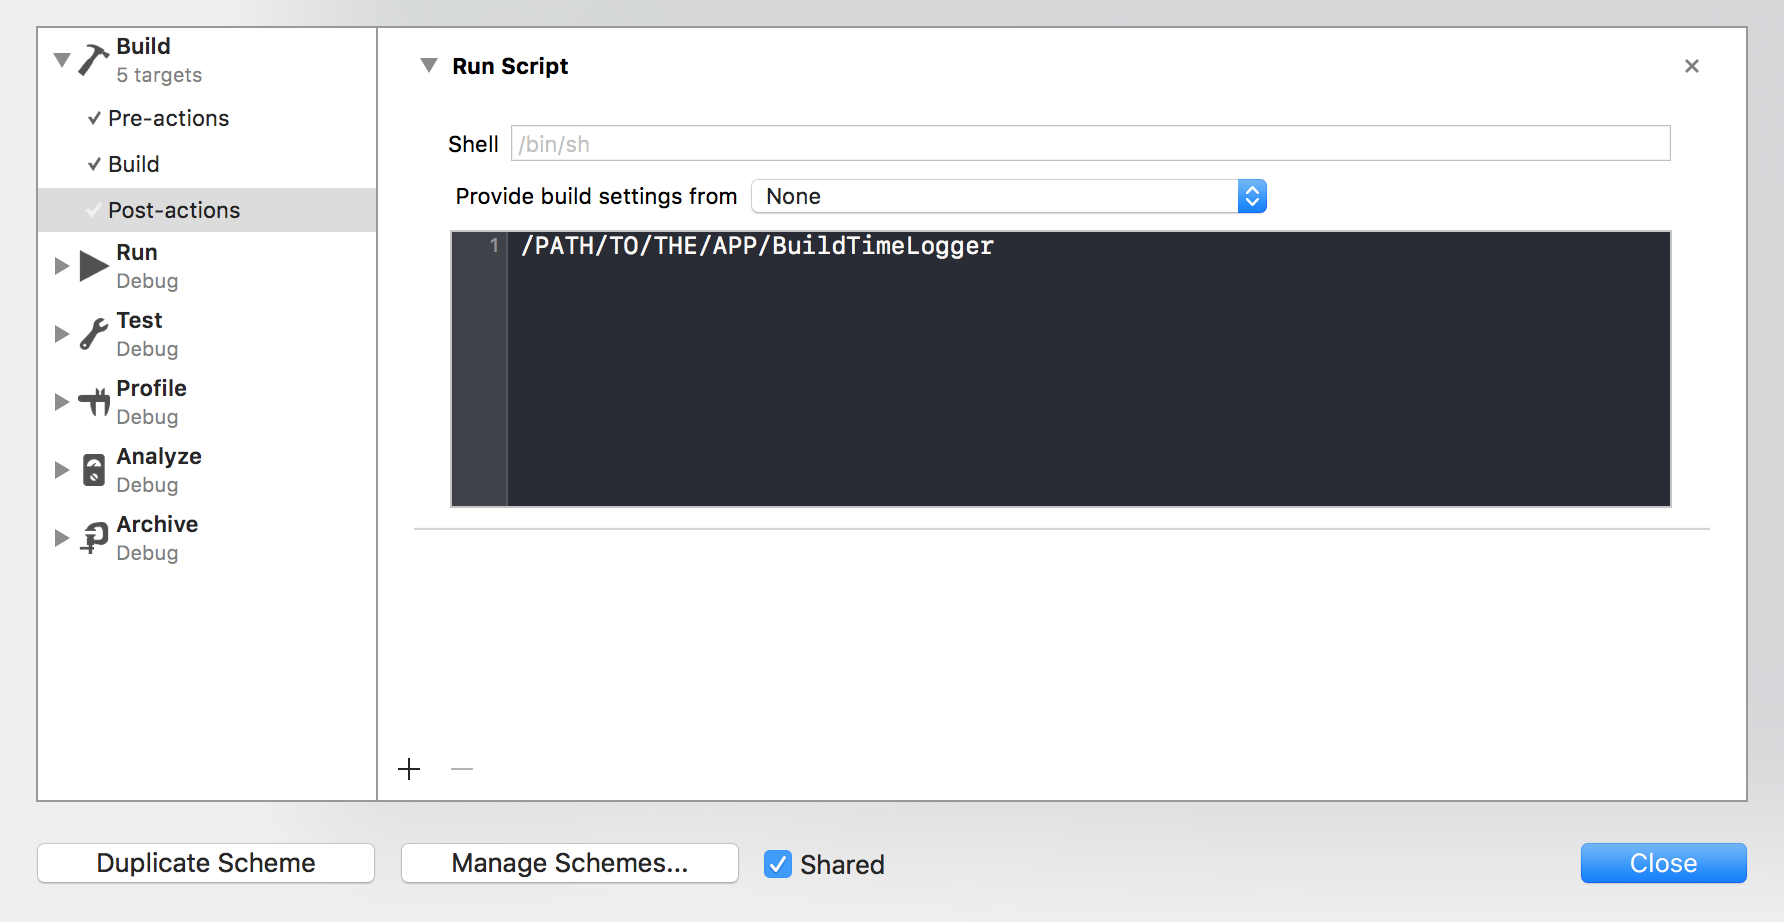 Build
5 targets
Pre-actions
Build
Post-actions
Run
Debug
Test
Debug
Profile
Debug
Analyze
Debug
Archive
Debug
Run Script
Shell /bin/sh
Provide build settings from None
1 /PATH/TO/THE/APP/BuildTimeLogger
Duplicate Scheme
Manage Schemes...
Shared
Close